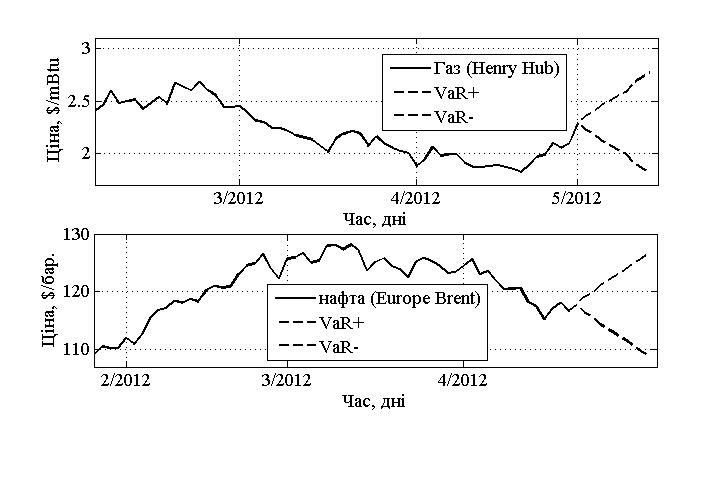 3
2.5
2
Ціна, $/mBtu
Газ (Henry Hub)
VaR+
VaR-
3/2012
4/2012
5/2012
Час, дні
130
120
110
Ціна, $/бар.
нафта (Europe Brent)
VaR+
VaR-
2/2012
3/2012
4/2012
Час, дні